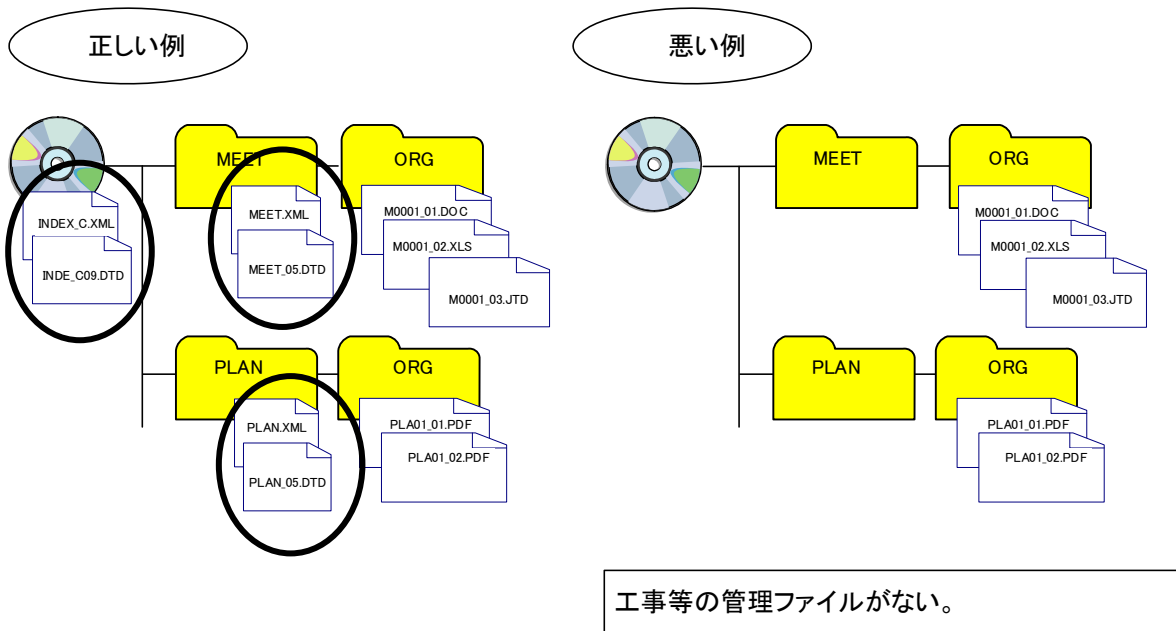 正しい例
悪い例
MEET
ORG
INDEX_C.XML
INDE_C09.DTD
MEET.XML
MEET_05.DTD
M0001_01.DOC
M0001_02.XLS
M0001_03.JTD
PLAN
ORG
PLAN.XML
PLAN_05.DTD
PLA01_01.PDF
PLA01_02.PDF
MEET
ORG
M0001_01.DOC
M0001_02.XLS
M0001_03.JTD
PLAN
ORG
PLA01_01.PDF
PLA01_02.PDF
工事等の管理ファイルがない。